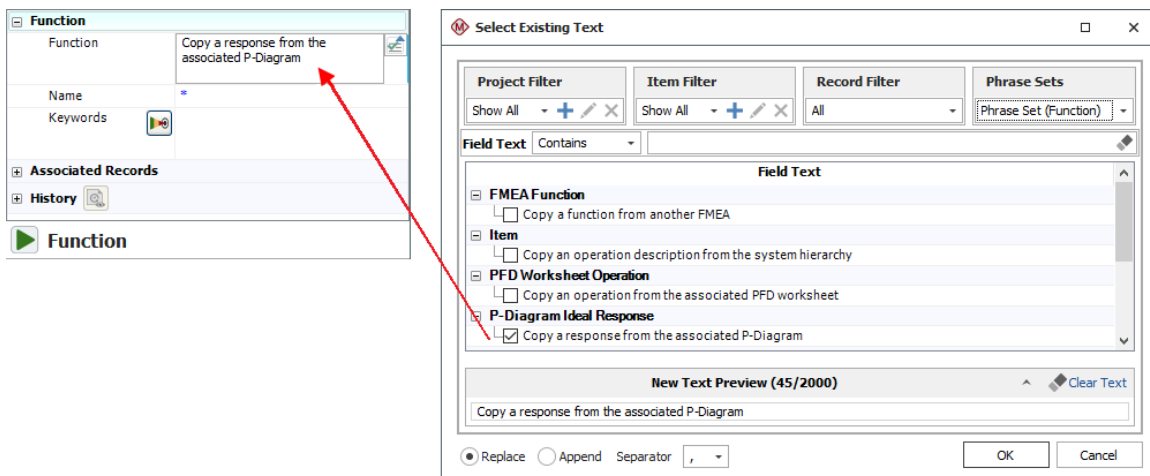 Function
Function
Copy a response from the
associated P-Diagram
Name
*
Keywords
Associated Records
History
Function
Select Existing Text
Project Filter
Item Filter
Record Filter
Phrase Sets
Show All
Show All
All
Phrase Set (Function)
Field Text
Contains
Field Text
FMEA Function
Copy a function from another FMEA
Item
Copy an operation description from the system hierarchy
PFD Worksheet Operation
Copy an operation from the associated PFD worksheet
P-Diagram Ideal Response
Copy a response from the associated P-Diagram
New Text Preview (45/2000)
Clear Text
Copy a response from the associated P-Diagram
Replace
Append
Separator
,
OK
Cancel